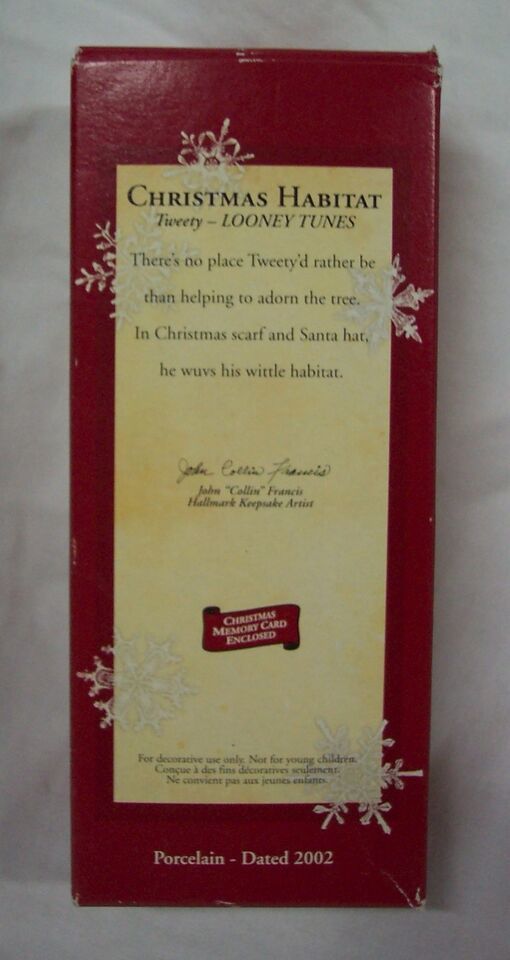 CHRISTMAS HABITAT
Tweety – LOONEY TUNES
There's no place Tweety'd rather be
than helping to adorn the tree.
In Christmas scarf and Santa hat,
he wuvs his wittle habitat.
John Collin Francis
John "Collin" Francis
Hallmark Keepsake Artist
CHRISTMAS
MEMORY CARD
ENCLOSED
For decorative use only. Not for young children.
Conçue à des fins décoratives seulement.
Ne convient pas aux jeunes enfants.
Porcelain - Dated 2002